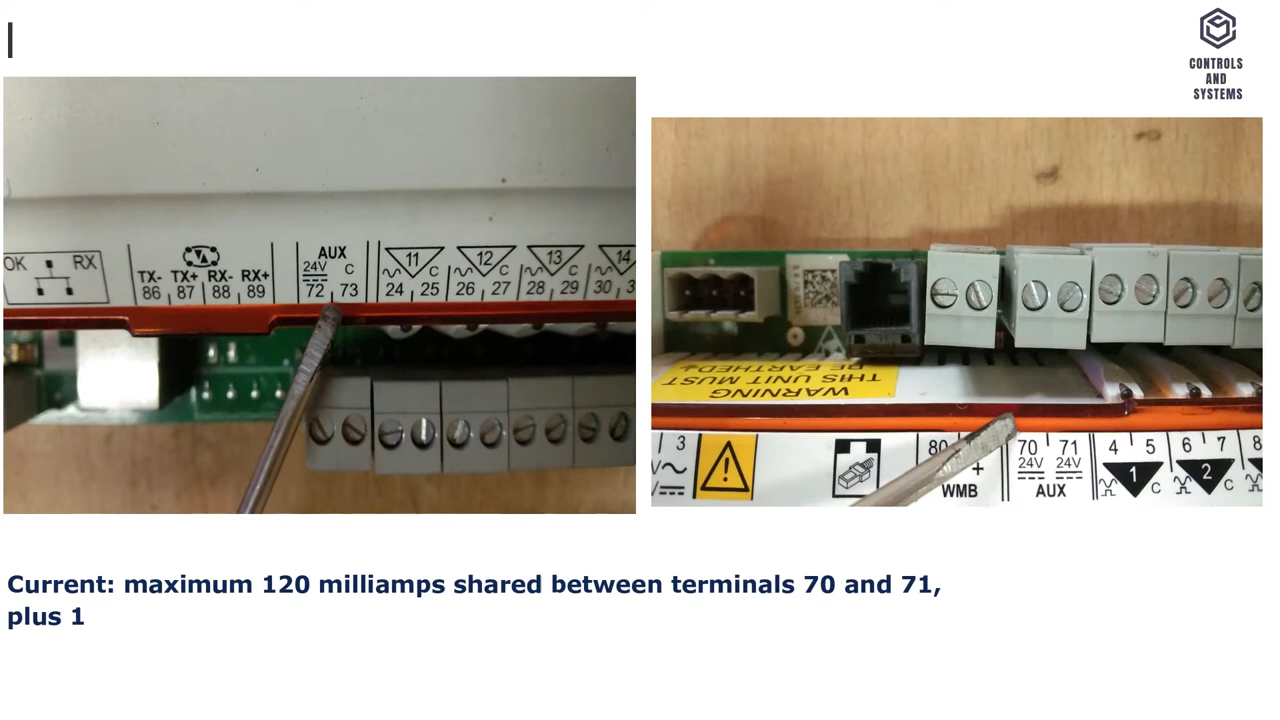 CONTROLS
AND
SYSTEMS
OK RX
TX- TX+ RX- RX+
86 87 88 89
AUX
24V C
72 73
11 12 13 14
C C C
24 25 26 27 28 29 30 3
WARNING
THIS UNIT MUST
BE EARTHED
3 80 70 71 4 5 6 7 8
+ 24V 24V 1 C 2 C
WMB AUX
Current: maximum 120 milliamps shared between terminals 70 and 71,
plus 1